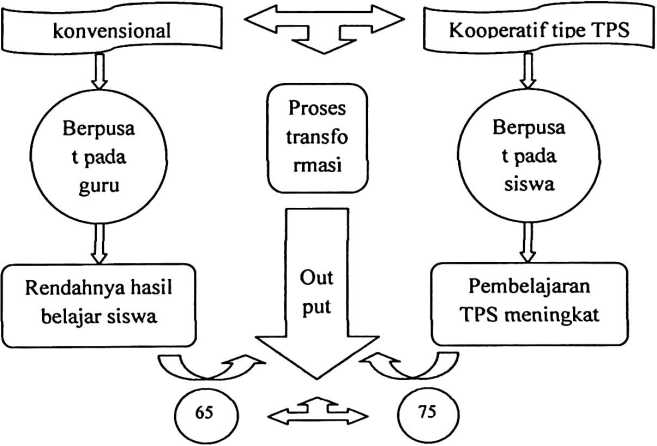 konvensional
Kooperatif tipe TPS
Berpusa
t pada
guru
Proses
transfo
rmasi
Berpusa
t pada
siswa
Rendahnya hasil
belajar siswa
Out
put
Pembelajaran
TPS meningkat
65
75